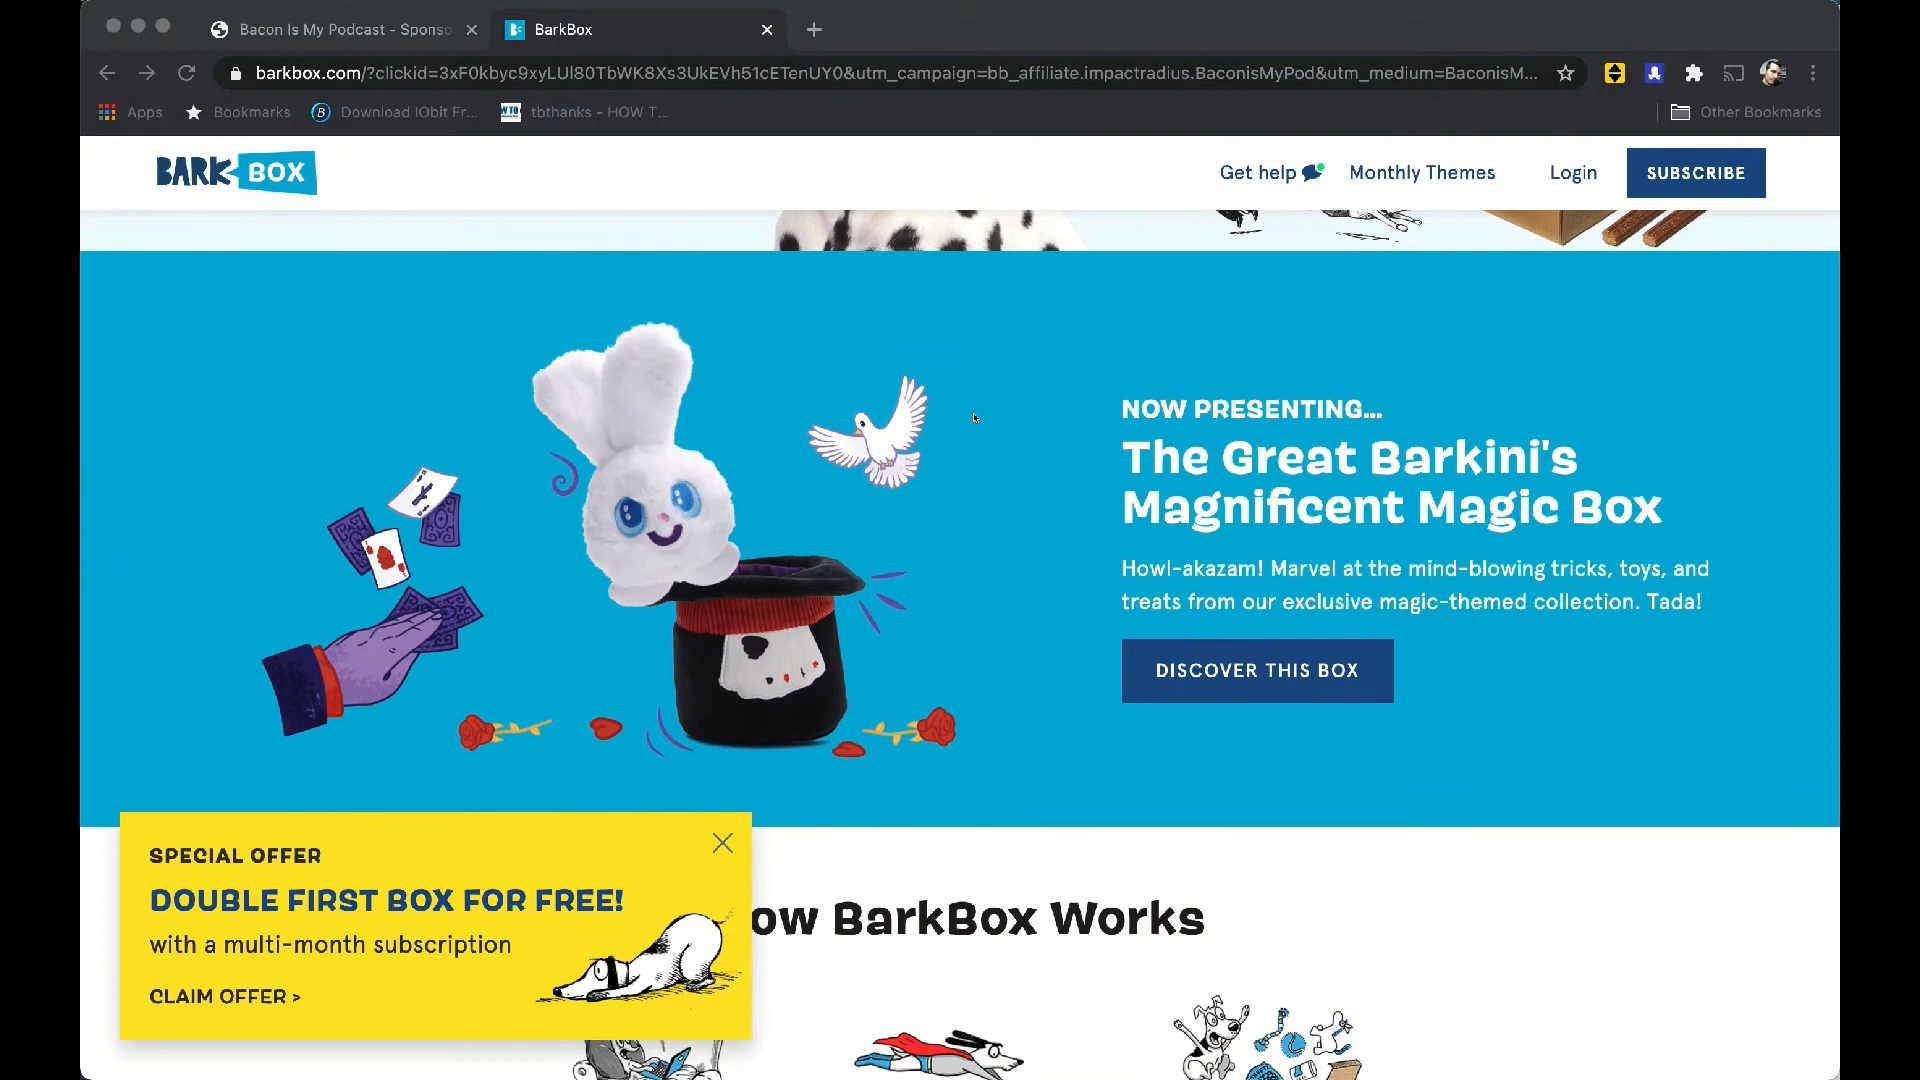 Bacon Is My Podcast - Sponso
BarkBox
barkbox.com/?clickid=3xF0kbyc9xyLUl80TbWK8Xs3UkEVh51cETenUY0&utm_campaign=bb_affiliate.impactradius.BaconisMyPod&utm_medium=BaconisM...
Apps
Bookmarks
Download IObit Fr...
tbthanks - HOW T...
Other Bookmarks
BARK BOX
Get help
Monthly Themes
Login
SUBSCRIBE
NOW PRESENTING...
The Great Barkini's
Magnificent Magic Box
Howl-akazam! Marvel at the mind-blowing tricks, toys, and
treats from our exclusive magic-themed collection. Tada!
DISCOVER THIS BOX
SPECIAL OFFER
DOUBLE FIRST BOX FOR FREE!
with a multi-month subscription
CLAIM OFFER >
ow BarkBox Works